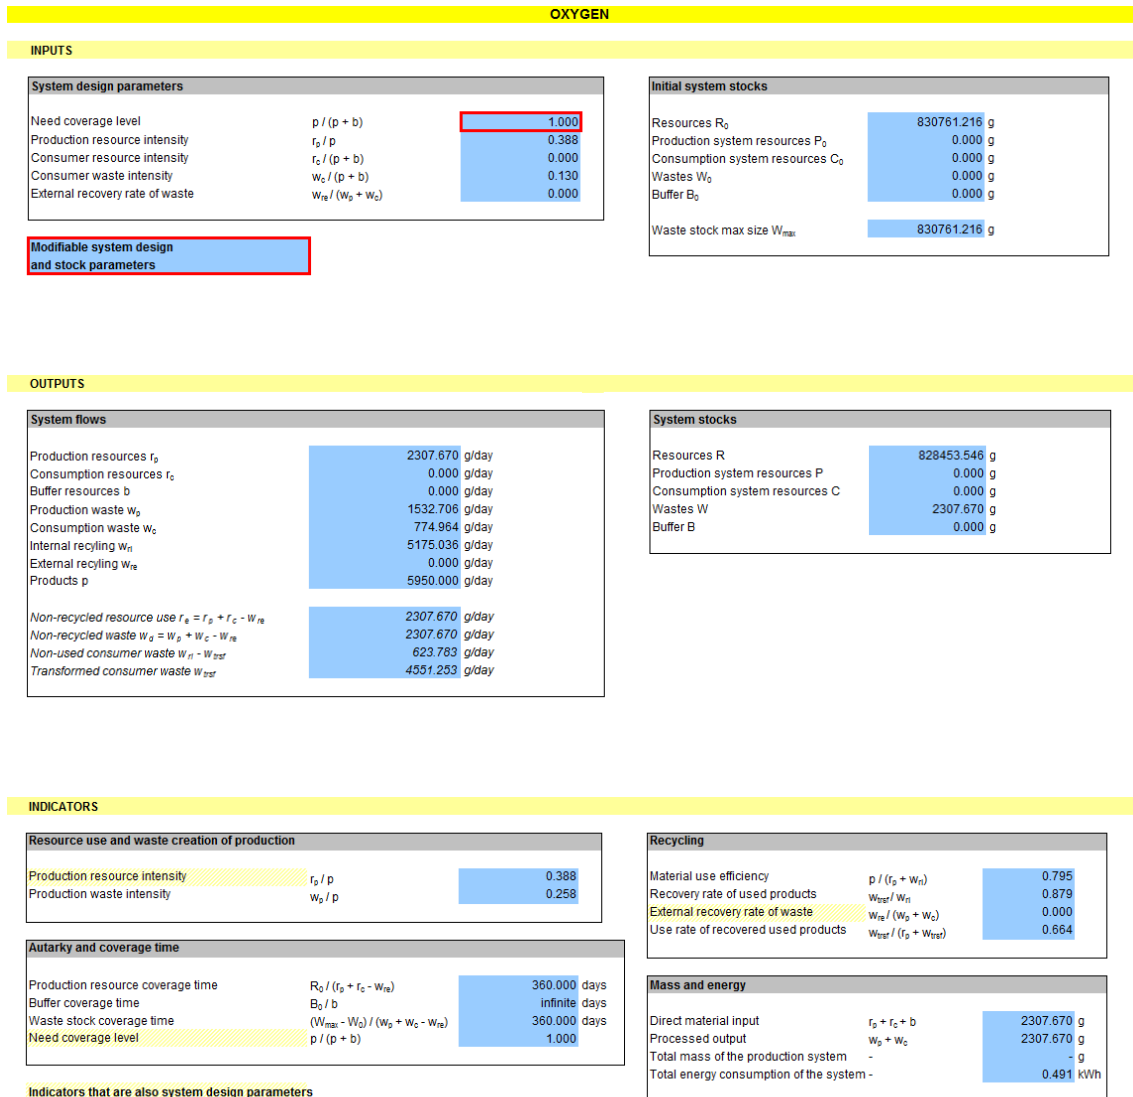 OXYGEN
INPUTS
System design parameters
Need coverage level p / (p + b) 1.000
Production resource intensity rₚ / p 0.388
Consumer resource intensity r꜀ / (p + b) 0.000
Consumer waste intensity w꜀ / (p + b) 0.130
External recovery rate of waste wᵣₑ / (wₚ + w꜀) 0.000
Modifiable system design
and stock parameters
Initial system stocks
Resources R₀ 830761.216 g
Production system resources P₀ 0.000 g
Consumption system resources C₀ 0.000 g
Wastes W₀ 0.000 g
Buffer B₀ 0.000 g
Waste stock max size Wmax 830761.216 g
OUTPUTS
System flows
Production resources rₚ 2307.670 g/day
Consumption resources r꜀ 0.000 g/day
Buffer resources b 0.000 g/day
Production waste wₚ 1532.706 g/day
Consumption waste w꜀ 774.964 g/day
Internal recyling wᵣᵢ 5175.036 g/day
External recyling wᵣₑ 0.000 g/day
Products p 5950.000 g/day
Non-recycled resource use rₑ = rₚ + r꜀ - wᵣₑ 2307.670 g/day
Non-recycled waste w_d = wₚ + w꜀ - wᵣₑ 2307.670 g/day
Non-used consumer waste wᵣᵢ - wtrsf 623.783 g/day
Transformed consumer waste wtrsf 4551.253 g/day
System stocks
Resources R 828453.546 g
Production system resources P 0.000 g
Consumption system resources C 0.000 g
Wastes W 2307.670 g
Buffer B 0.000 g
INDICATORS
Resource use and waste creation of production
Production resource intensity rₚ / p 0.388
Production waste intensity wₚ / p 0.258
Autarky and coverage time
Production resource coverage time R₀ / (rₚ + r꜀ - wᵣₑ) 360.000 days
Buffer coverage time B₀ / b infinite days
Waste stock coverage time (Wmax - W₀) / (wₚ + w꜀ - wᵣₑ) 360.000 days
Need coverage level p / (p + b) 1.000
Indicators that are also system design parameters
Recycling
Material use efficiency p / (rₚ + wᵣᵢ) 0.795
Recovery rate of used products wtrsf / wᵣᵢ 0.879
External recovery rate of waste wᵣₑ / (wₚ + w꜀) 0.000
Use rate of recovered used products wtrsf / (rₚ + wtrsf) 0.664
Mass and energy
Direct material input rₚ + r꜀ + b 2307.670 g
Processed output wₚ + w꜀ 2307.670 g
Total mass of the production system - - g
Total energy consumption of the system - 0.491 kWh